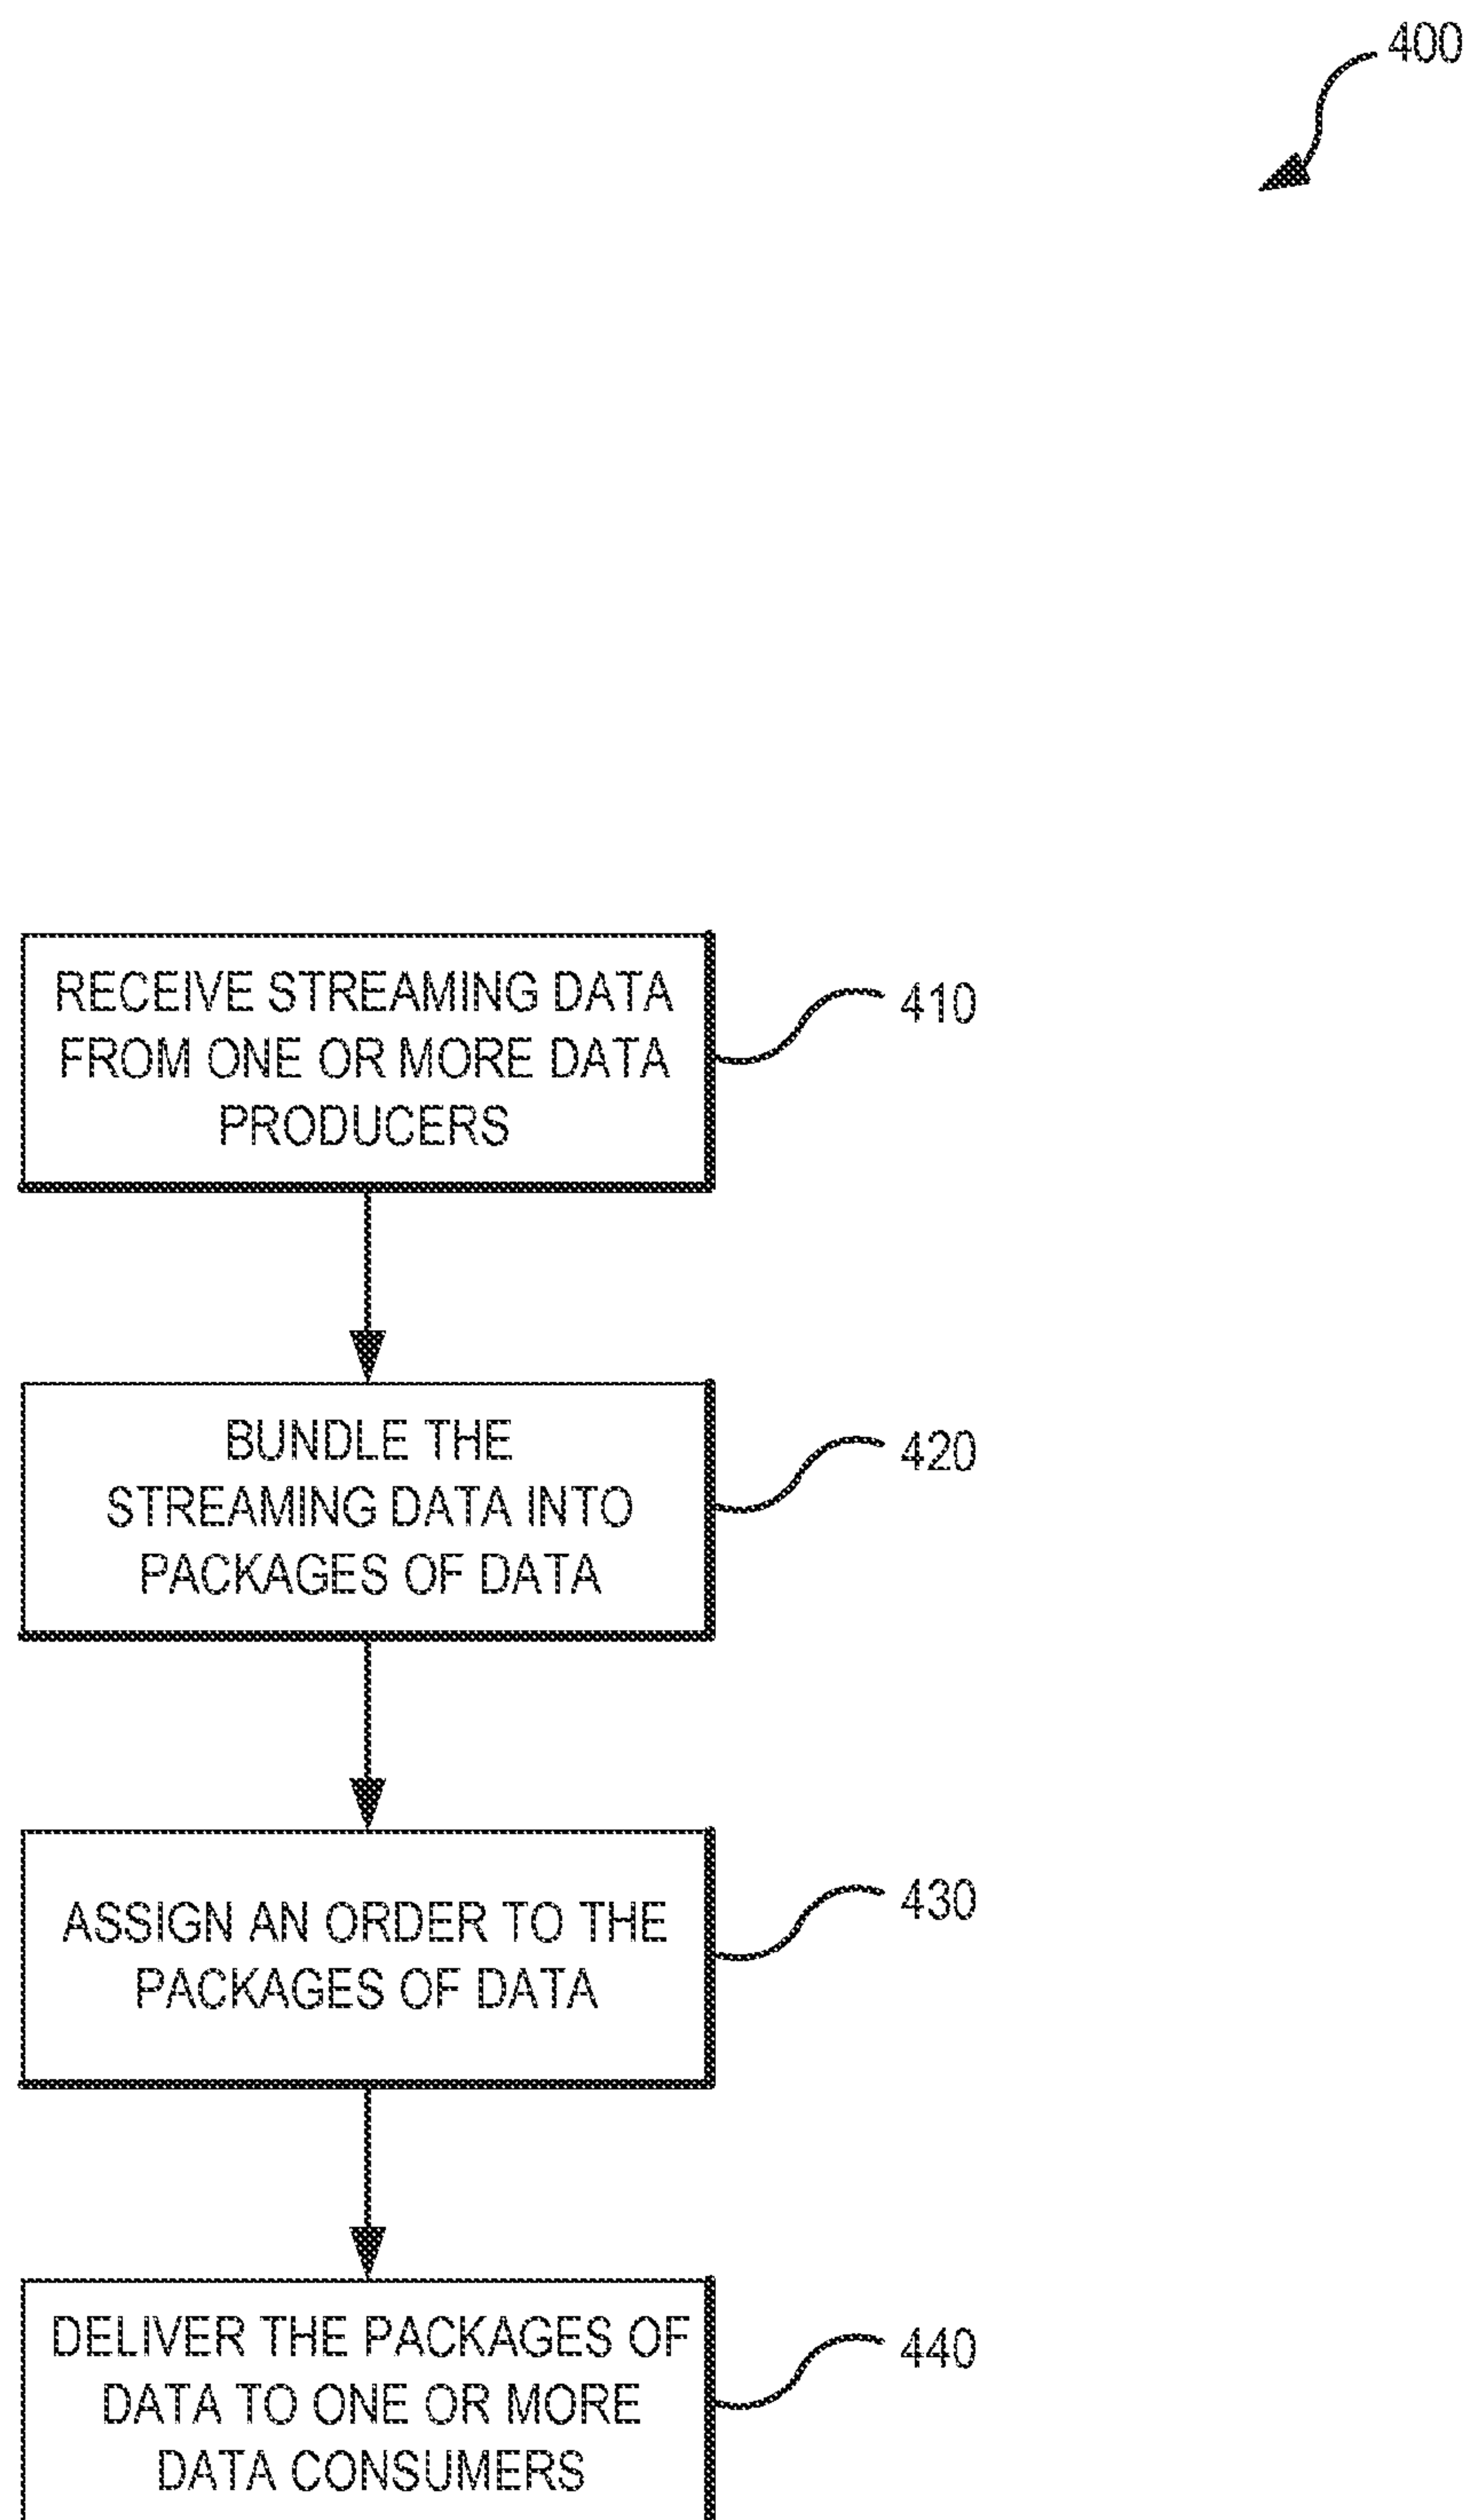 400
RECEIVE STREAMING DATA
FROM ONE OR MORE DATA
PRODUCERS
410
BUNDLE THE
STREAMING DATA INTO
PACKAGES OF DATA
420
ASSIGN AN ORDER TO THE
PACKAGES OF DATA
430
DELIVER THE PACKAGES OF
DATA TO ONE OR MORE
DATA CONSUMERS
440